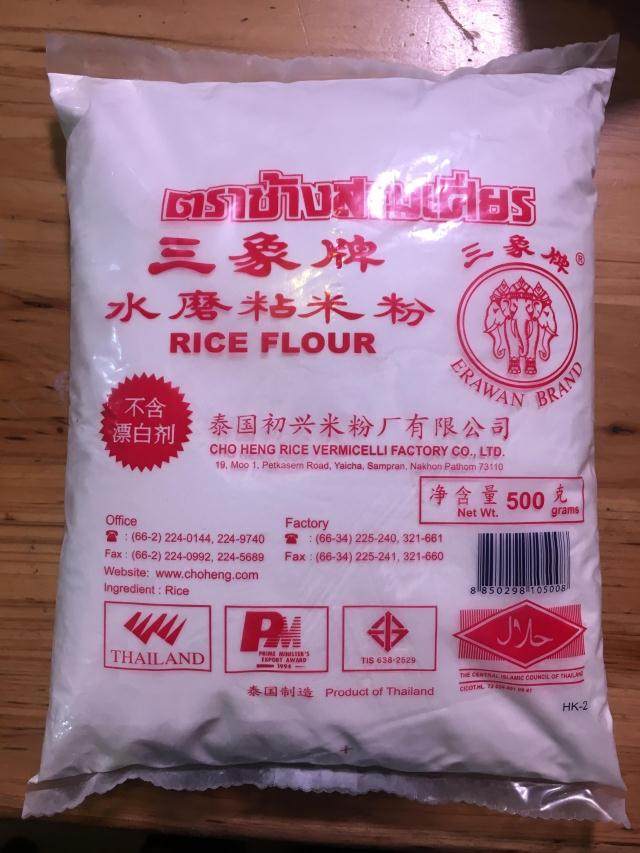 ตราช้างสามเศียร
三象牌
水磨粘米粉
RICE FLOUR
三象牌®
ERAWAN BRAND
不含
漂白剂
泰国初兴米粉厂有限公司
CHO HENG RICE VERMICELLI FACTORY CO., LTD.
19, Moo 1, Petkasem Road, Yaicha, Sampran, Nakhon Pathom 73110
净含量 500 克
Net Wt. grams
Office
☎ : (66-2) 224-0144, 224-9740
Fax : (66-2) 224-0992, 224-5689
Factory
☎ : (66-34) 225-240, 321-661
Fax : (66-34) 225-241, 321-660
Website: www.choheng.com
Ingredient : Rice
8 850298 105008
THAILAND
PM
PRIME MINISTER'S
EXPORT AWARD
1994
TIS 638-2529
حلال
THE CENTRAL ISLAMIC COUNCIL OF THAILAND
泰国制造 Product of Thailand
HK-2